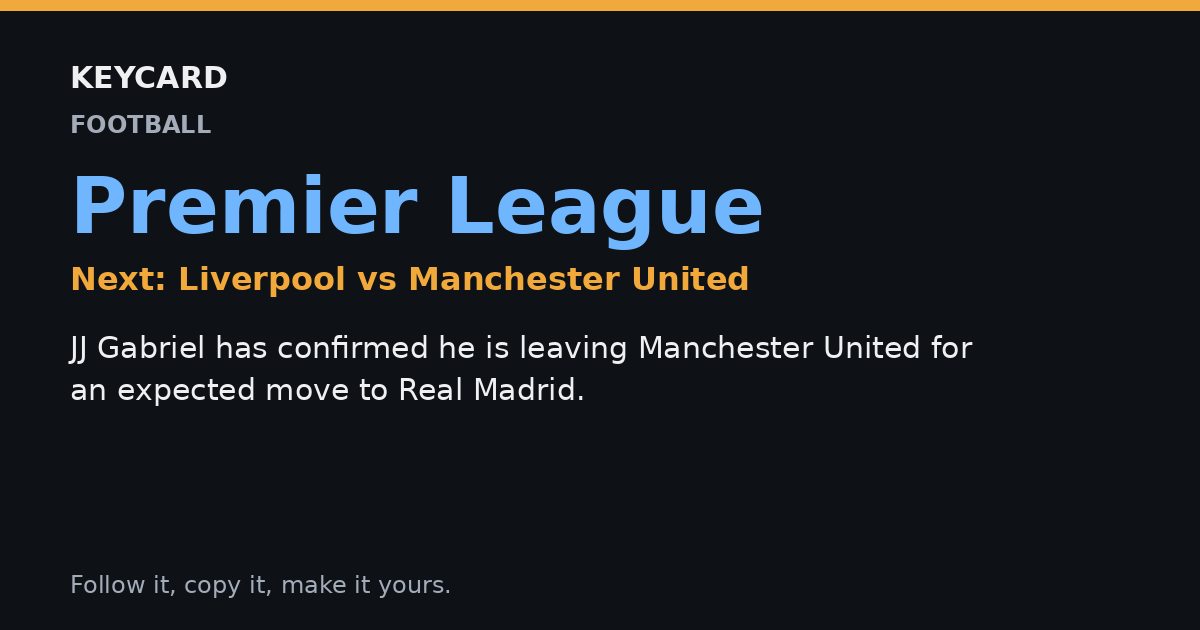 KEYCARD
FOOTBALL
Premier League
Next: Liverpool vs Manchester United
JJ Gabriel has confirmed he is leaving Manchester United for
an expected move to Real Madrid.
Follow it, copy it, make it yours.